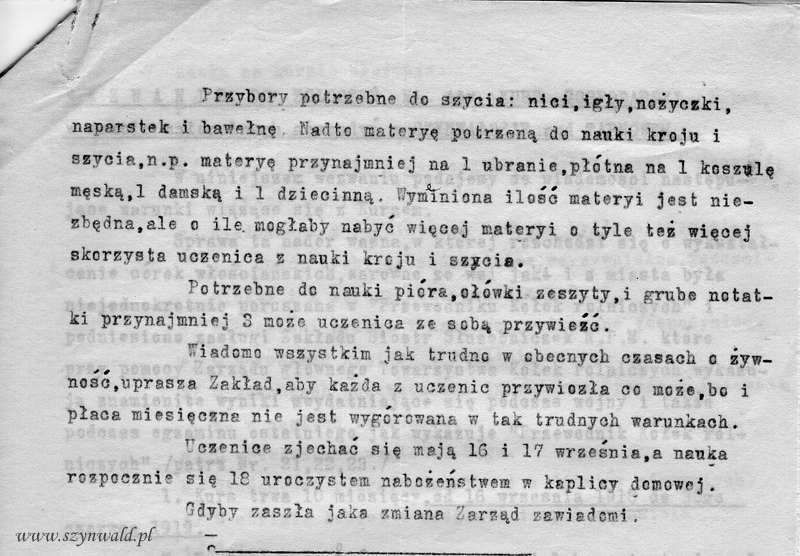 Przybory potrzebne do szycia: nici,igły,nożyczki,
naparstek i bawełnę. Nadto materyę potrzeną do nauki kroju i
szycia,n.p. materyę przynajmniej na 1 ubranie,płótna na 1 koszulę
męską,1 damską i 1 dziecinną. Wyminiona ilość materyi jest nie-
zbędna,ale o ile mogłaby nabyć więcej materyi o tyle też więcej
skorzysta uczenica z nauki kroju i szycia.
Potrzebne do nauki pióra,ołówki zeszyty,i grube notat-
ki przynajmniej 3 może uczenica ze sobą przywieźć.
Wiadomo wszystkim jak trudno w obecnych czasach o żyw-
ność,uprasza Zakład,aby każda z uczenic przywiozła co może,bo i
płaca miesięczna nie jest wygórowana w tak trudnych warunkach.
Uczenice zjechać się mają 16 i 17 września,a nauka
rozpocznie się 18 uroczystem nabożeństwem w kaplicy domowej.
Gdyby zaszła jaka zmiana Zarząd zawiadomi.
www.szynwald.pl